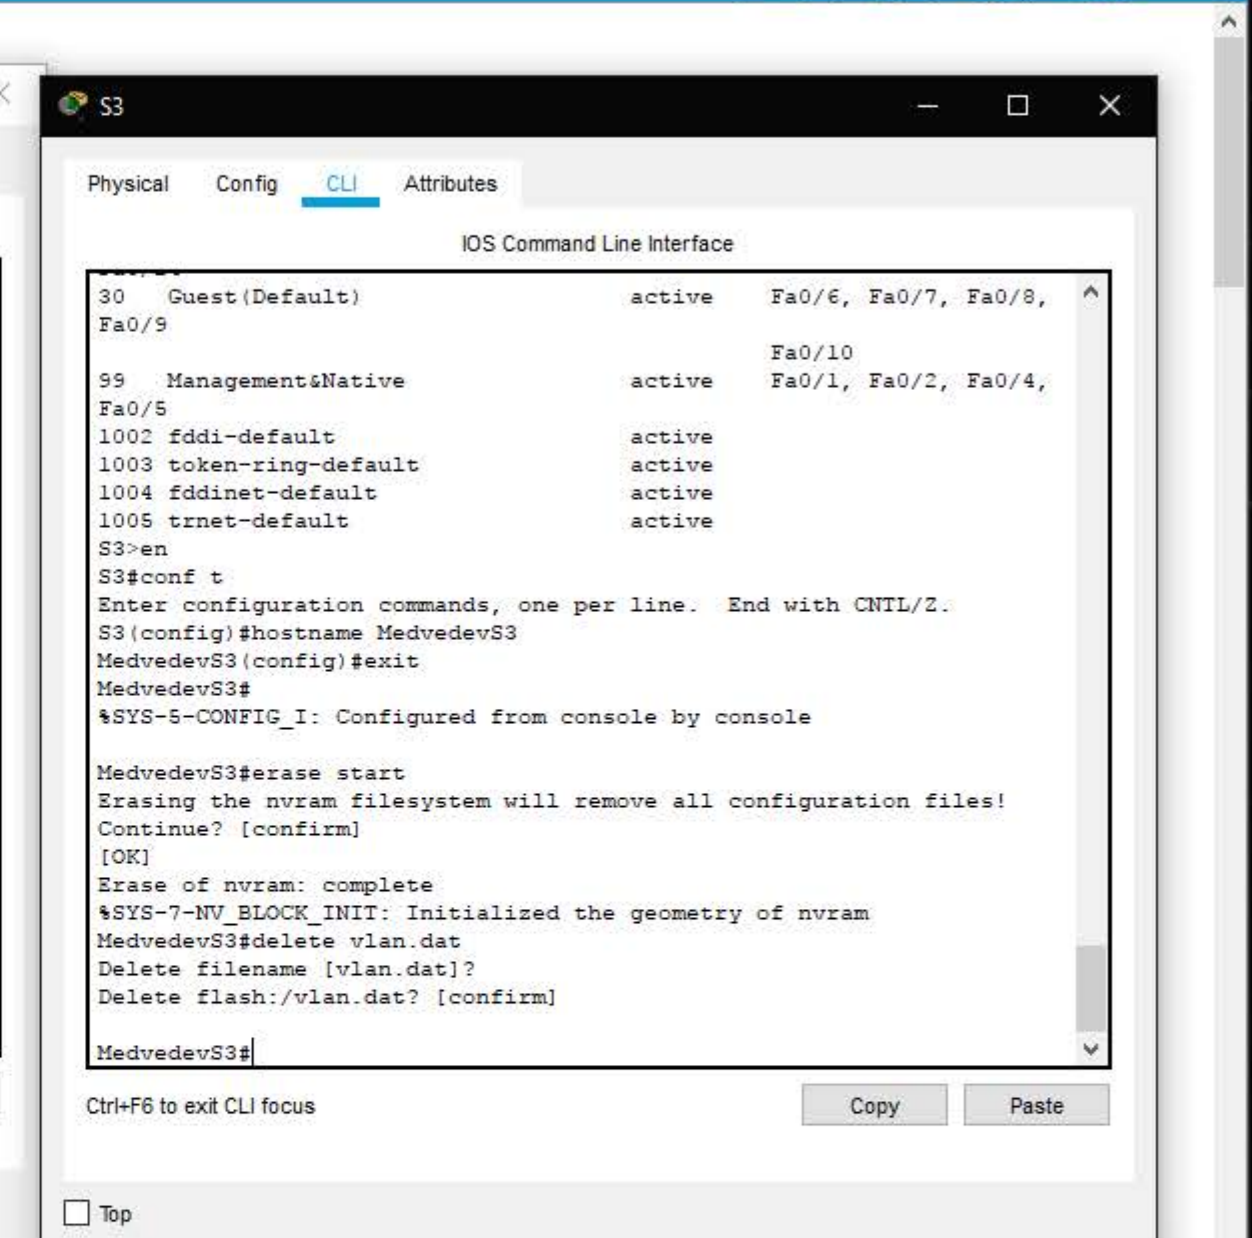 S3
Physical Config CLI Attributes
IOS Command Line Interface
30   Guest(Default)                   active    Fa0/6, Fa0/7, Fa0/8,
Fa0/9
                                                Fa0/10
99   Management&Native                active    Fa0/1, Fa0/2, Fa0/4,
Fa0/5
1002 fddi-default                     active
1003 token-ring-default               active
1004 fddinet-default                  active
1005 trnet-default                    active
S3>en
S3#conf t
Enter configuration commands, one per line.  End with CNTL/Z.
S3(config)#hostname MedvedevS3
MedvedevS3(config)#exit
MedvedevS3#
%SYS-5-CONFIG_I: Configured from console by console
MedvedevS3#erase start
Erasing the nvram filesystem will remove all configuration files!
Continue? [confirm]
[OK]
Erase of nvram: complete
%SYS-7-NV_BLOCK_INIT: Initialized the geometry of nvram
MedvedevS3#delete vlan.dat
Delete filename [vlan.dat]?
Delete flash:/vlan.dat? [confirm]
MedvedevS3#
Ctrl+F6 to exit CLI focus
Copy Paste
Top